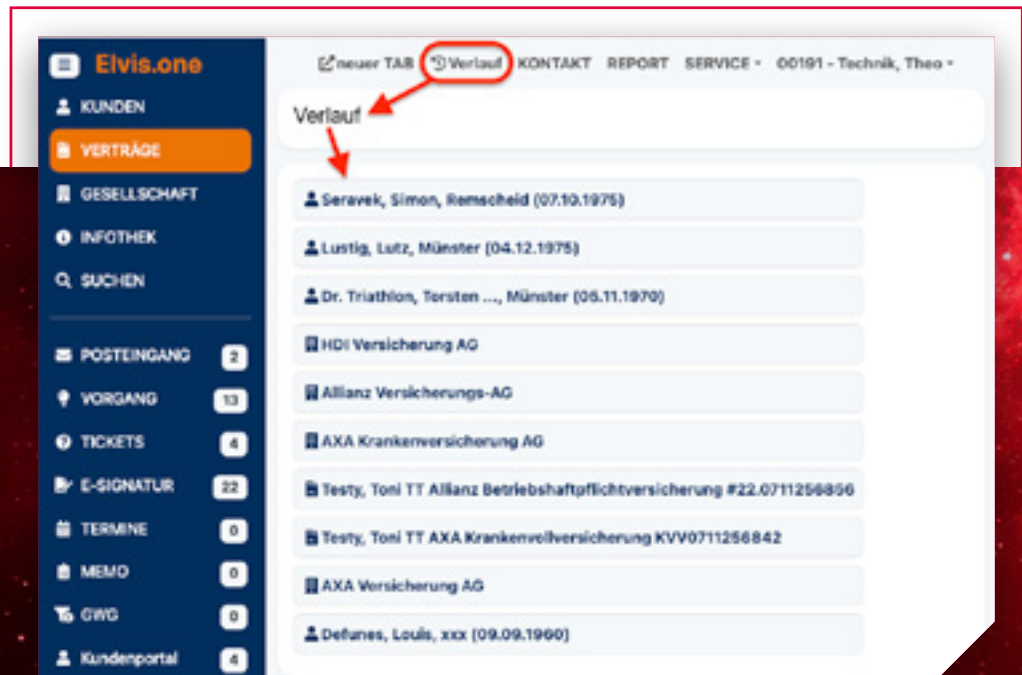 Elvis.one
neuer TAB Verlauf KONTAKT REPORT SERVICE 00191 - Technik, Theo
KUNDEN
VERTRÄGE
GESELLSCHAFT
INFOTHEK
SUCHEN
POSTEINGANG 2
VORGANG 13
TICKETS 4
E-SIGNATUR 22
TERMINE 0
MEMO 0
GWG 0
Kundenportal 4
Verlauf
Seravek, Simon, Remscheid (07.10.1975)
Lustig, Lutz, Münster (04.12.1975)
Dr. Triathlon, Torsten ..., Münster (05.11.1970)
HDI Versicherung AG
Allianz Versicherungs-AG
AXA Krankenversicherung AG
Testy, Toni TT Allianz Betriebshaftpflichtversicherung #22.0711256856
Testy, Toni TT AXA Krankenvollversicherung KVV0711256842
AXA Versicherung AG
Defunes, Louis, xxx (09.09.1960)